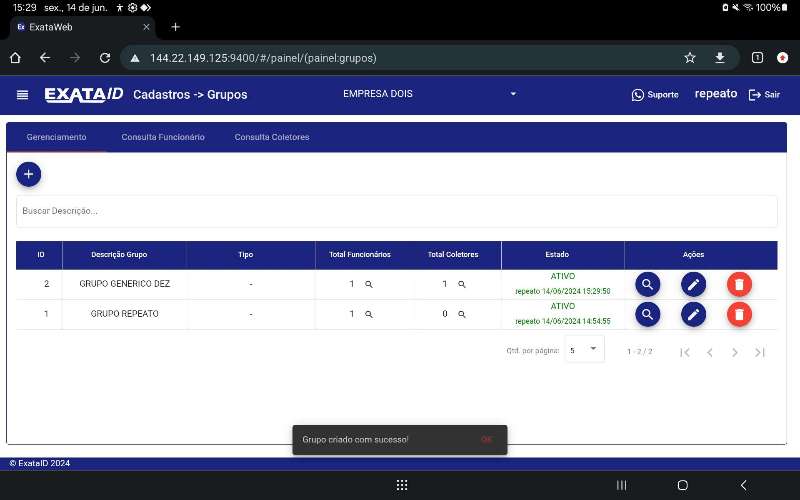 15:29 sex., 14 de jun. 100%
Ex ExataWeb
144.22.149.125:9400/#/painel/(painel:grupos) 1
EXATAID Cadastros -> Grupos EMPRESA DOIS Suporte repeato Sair
Gerenciamento Consulta Funcionário Consulta Coletores
Buscar Descrição...
ID Descrição Grupo Tipo Total Funcionários Total Coletores Estado Ações
2 GRUPO GENERICO DEZ - 1 1 ATIVO
repeato 14/06/2024 15:29:50
1 GRUPO REPEATO - 1 0 ATIVO
repeato 14/06/2024 14:54:55
Qtd. por página: 5 1 - 2 / 2
Grupo criado com sucesso! OK
© ExataID 2024